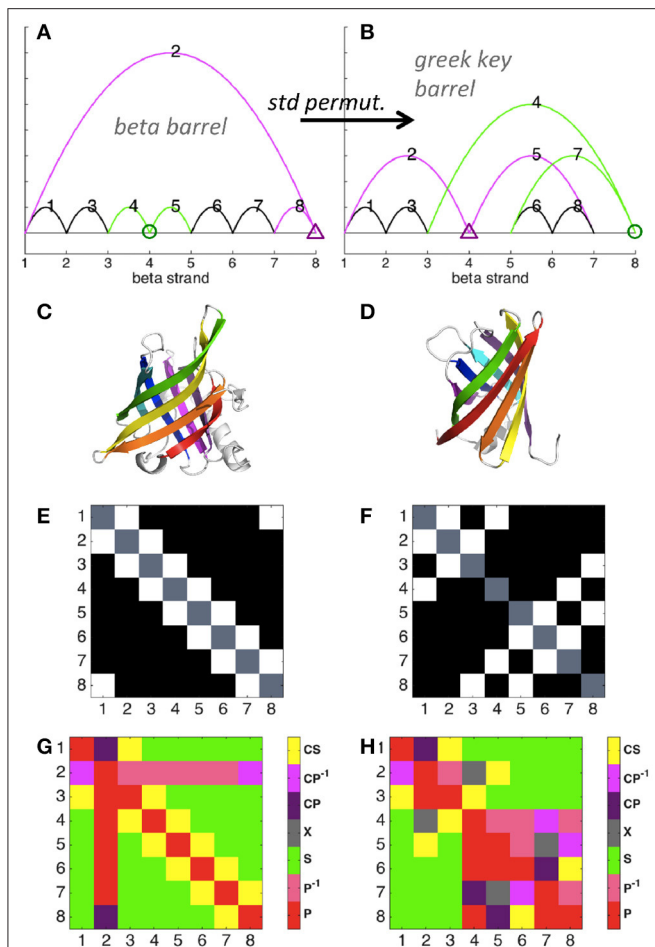 A
B
2
beta barrel
std permut.
greek key
barrel
1 3 4 5 6 7 8
2 4 5 7
1 3 6 8
1 2 3 4 5 6 7 8
beta strand
1 2 3 4 5 6 7 8
beta strand
C
D
E
1
2
3
4
5
6
7
8
1 2 3 4 5 6 7 8
F
1
2
3
4
5
6
7
8
1 2 3 4 5 6 7 8
G
1
2
3
4
5
6
7
8
1 2 3 4 5 6 7 8
CS
CP⁻¹
CP
X
S
P⁻¹
P
H
1
2
3
4
5
6
7
8
1 2 3 4 5 6 7 8
CS
CP⁻¹
CP
X
S
P⁻¹
P